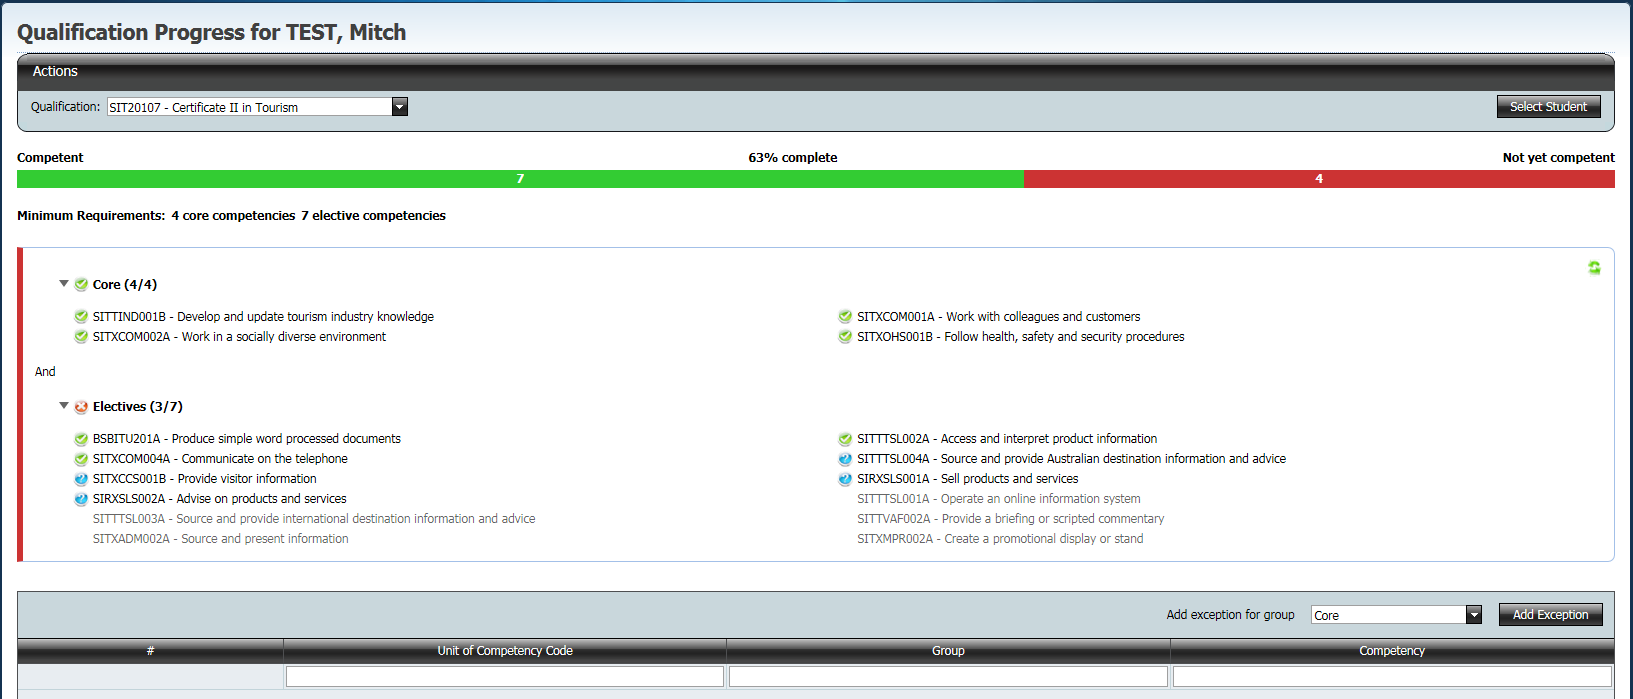 Qualification Progress for TEST, Mitch
Actions
Qualification: SIT20107 - Certificate II in Tourism Select Student
Competent 63% complete Not yet competent
7 4
Minimum Requirements: 4 core competencies 7 elective competencies
Core (4/4)
SITTIND001B - Develop and update tourism industry knowledge SITXCOM001A - Work with colleagues and customers
SITXCOM002A - Work in a socially diverse environment SITXOHS001B - Follow health, safety and security procedures
And
Electives (3/7)
BSBITU201A - Produce simple word processed documents SITTTSL002A - Access and interpret product information
SITXCOM004A - Communicate on the telephone SITTTSL004A - Source and provide Australian destination information and advice
SITXCCS001B - Provide visitor information SIRXSLS001A - Sell products and services
SIRXSLS002A - Advise on products and services SITTTSL001A - Operate an online information system
SITTTSL003A - Source and provide international destination information and advice SITTVAF002A - Provide a briefing or scripted commentary
SITXADM002A - Source and present information SITXMPR002A - Create a promotional display or stand
Add exception for group Core Add Exception
# Unit of Competency Code Group Competency